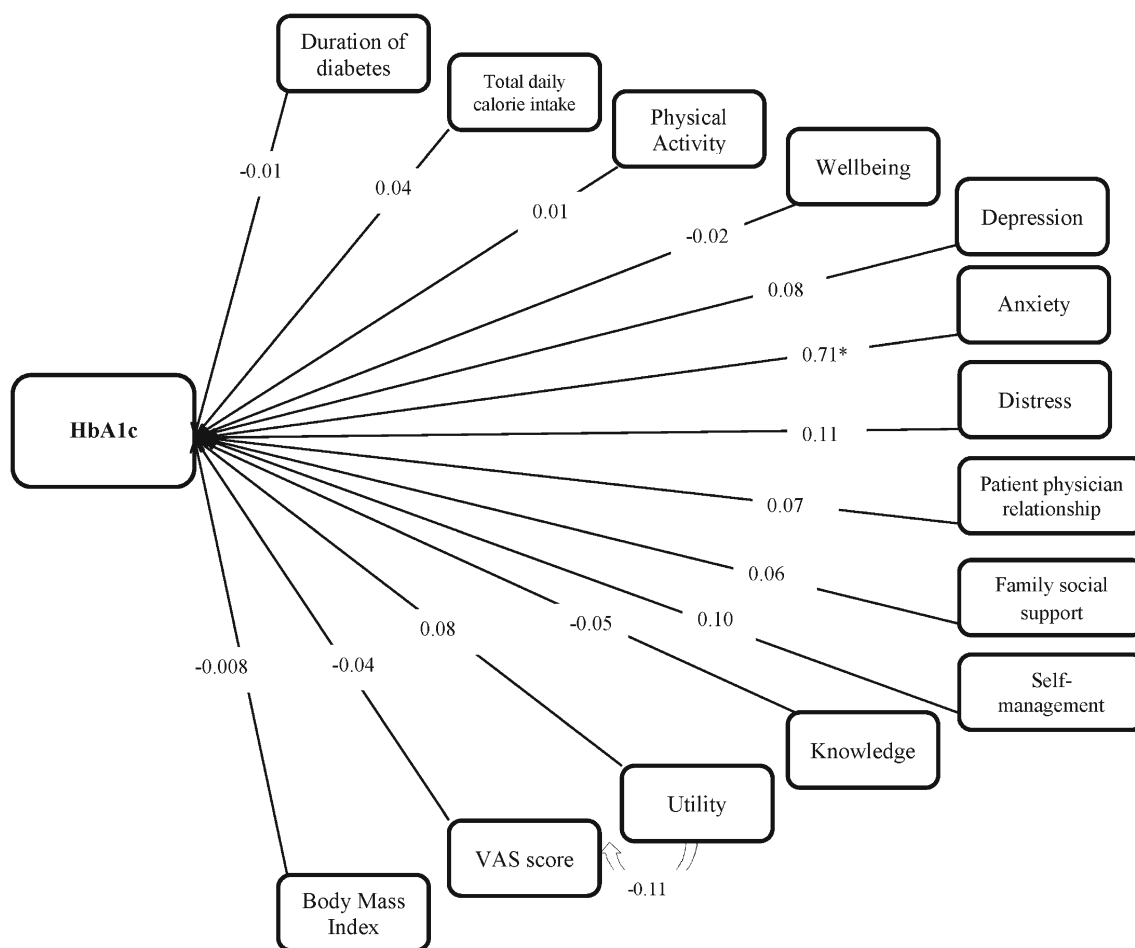 Duration of
diabetes
Total daily
calorie intake
Physical
Activity
Wellbeing
Depression
Anxiety
Distress
Patient physician
relationship
Family social
support
Self-
management
Knowledge
Utility
VAS score
Body Mass
Index
HbA1c
-0.01
0.04
0.01
-0.02
0.08
0.71*
0.11
0.07
0.06
0.10
-0.05
0.08
-0.04
-0.008
-0.11